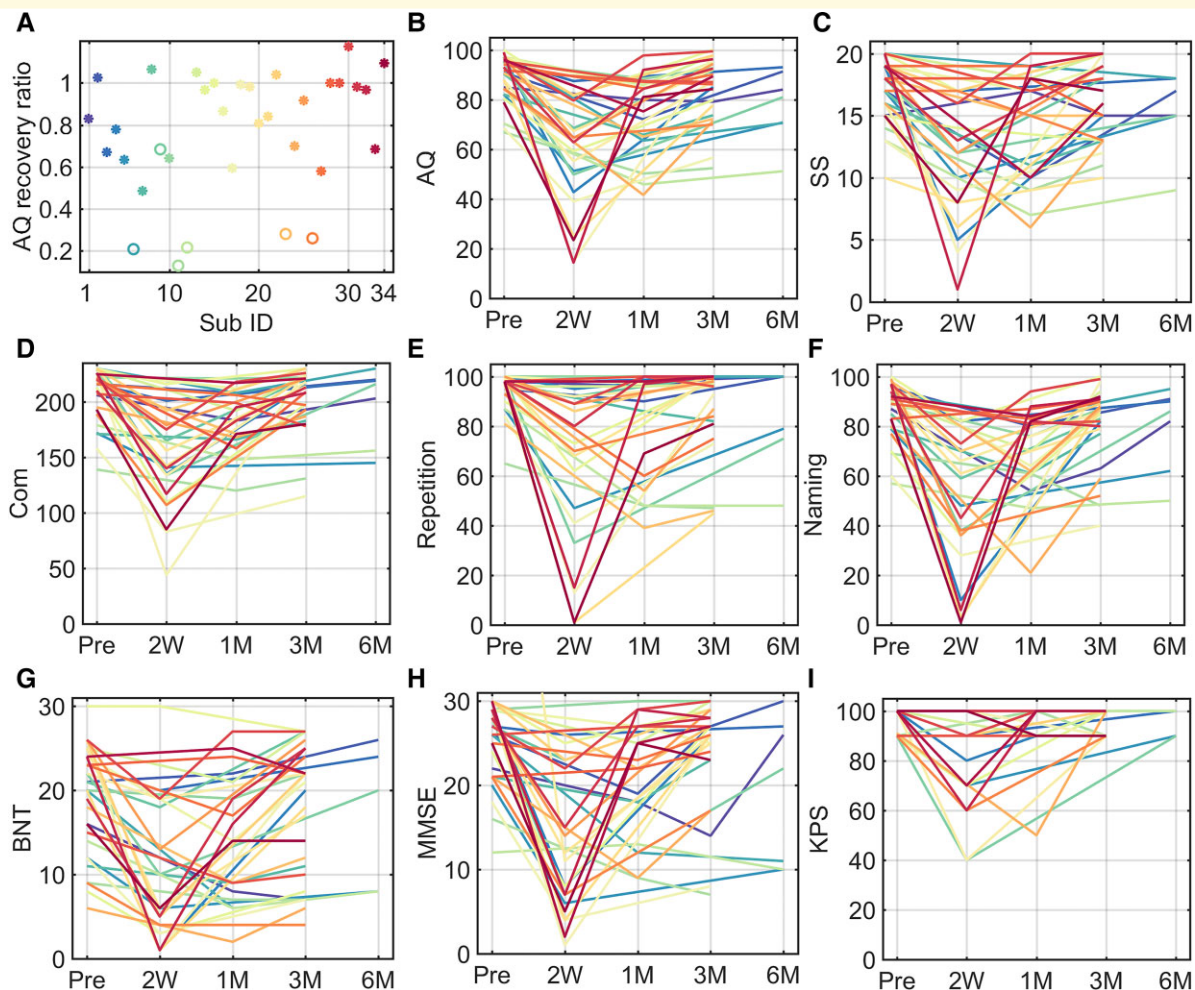 A
AQ recovery ratio
1
0.8
0.6
0.4
0.2
1 10 20 30 34
Sub ID
B
AQ
100
80
60
40
20
0
Pre 2W 1M 3M 6M
C
SS
20
15
10
5
0
Pre 2W 1M 3M 6M
D
Com
200
150
100
50
0
Pre 2W 1M 3M 6M
E
Repetition
100
80
60
40
20
0
Pre 2W 1M 3M 6M
F
Naming
100
80
60
40
20
0
Pre 2W 1M 3M 6M
G
BNT
30
20
10
0
Pre 2W 1M 3M 6M
H
MMSE
30
20
10
0
Pre 2W 1M 3M 6M
I
KPS
100
80
60
40
20
0
Pre 2W 1M 3M 6M